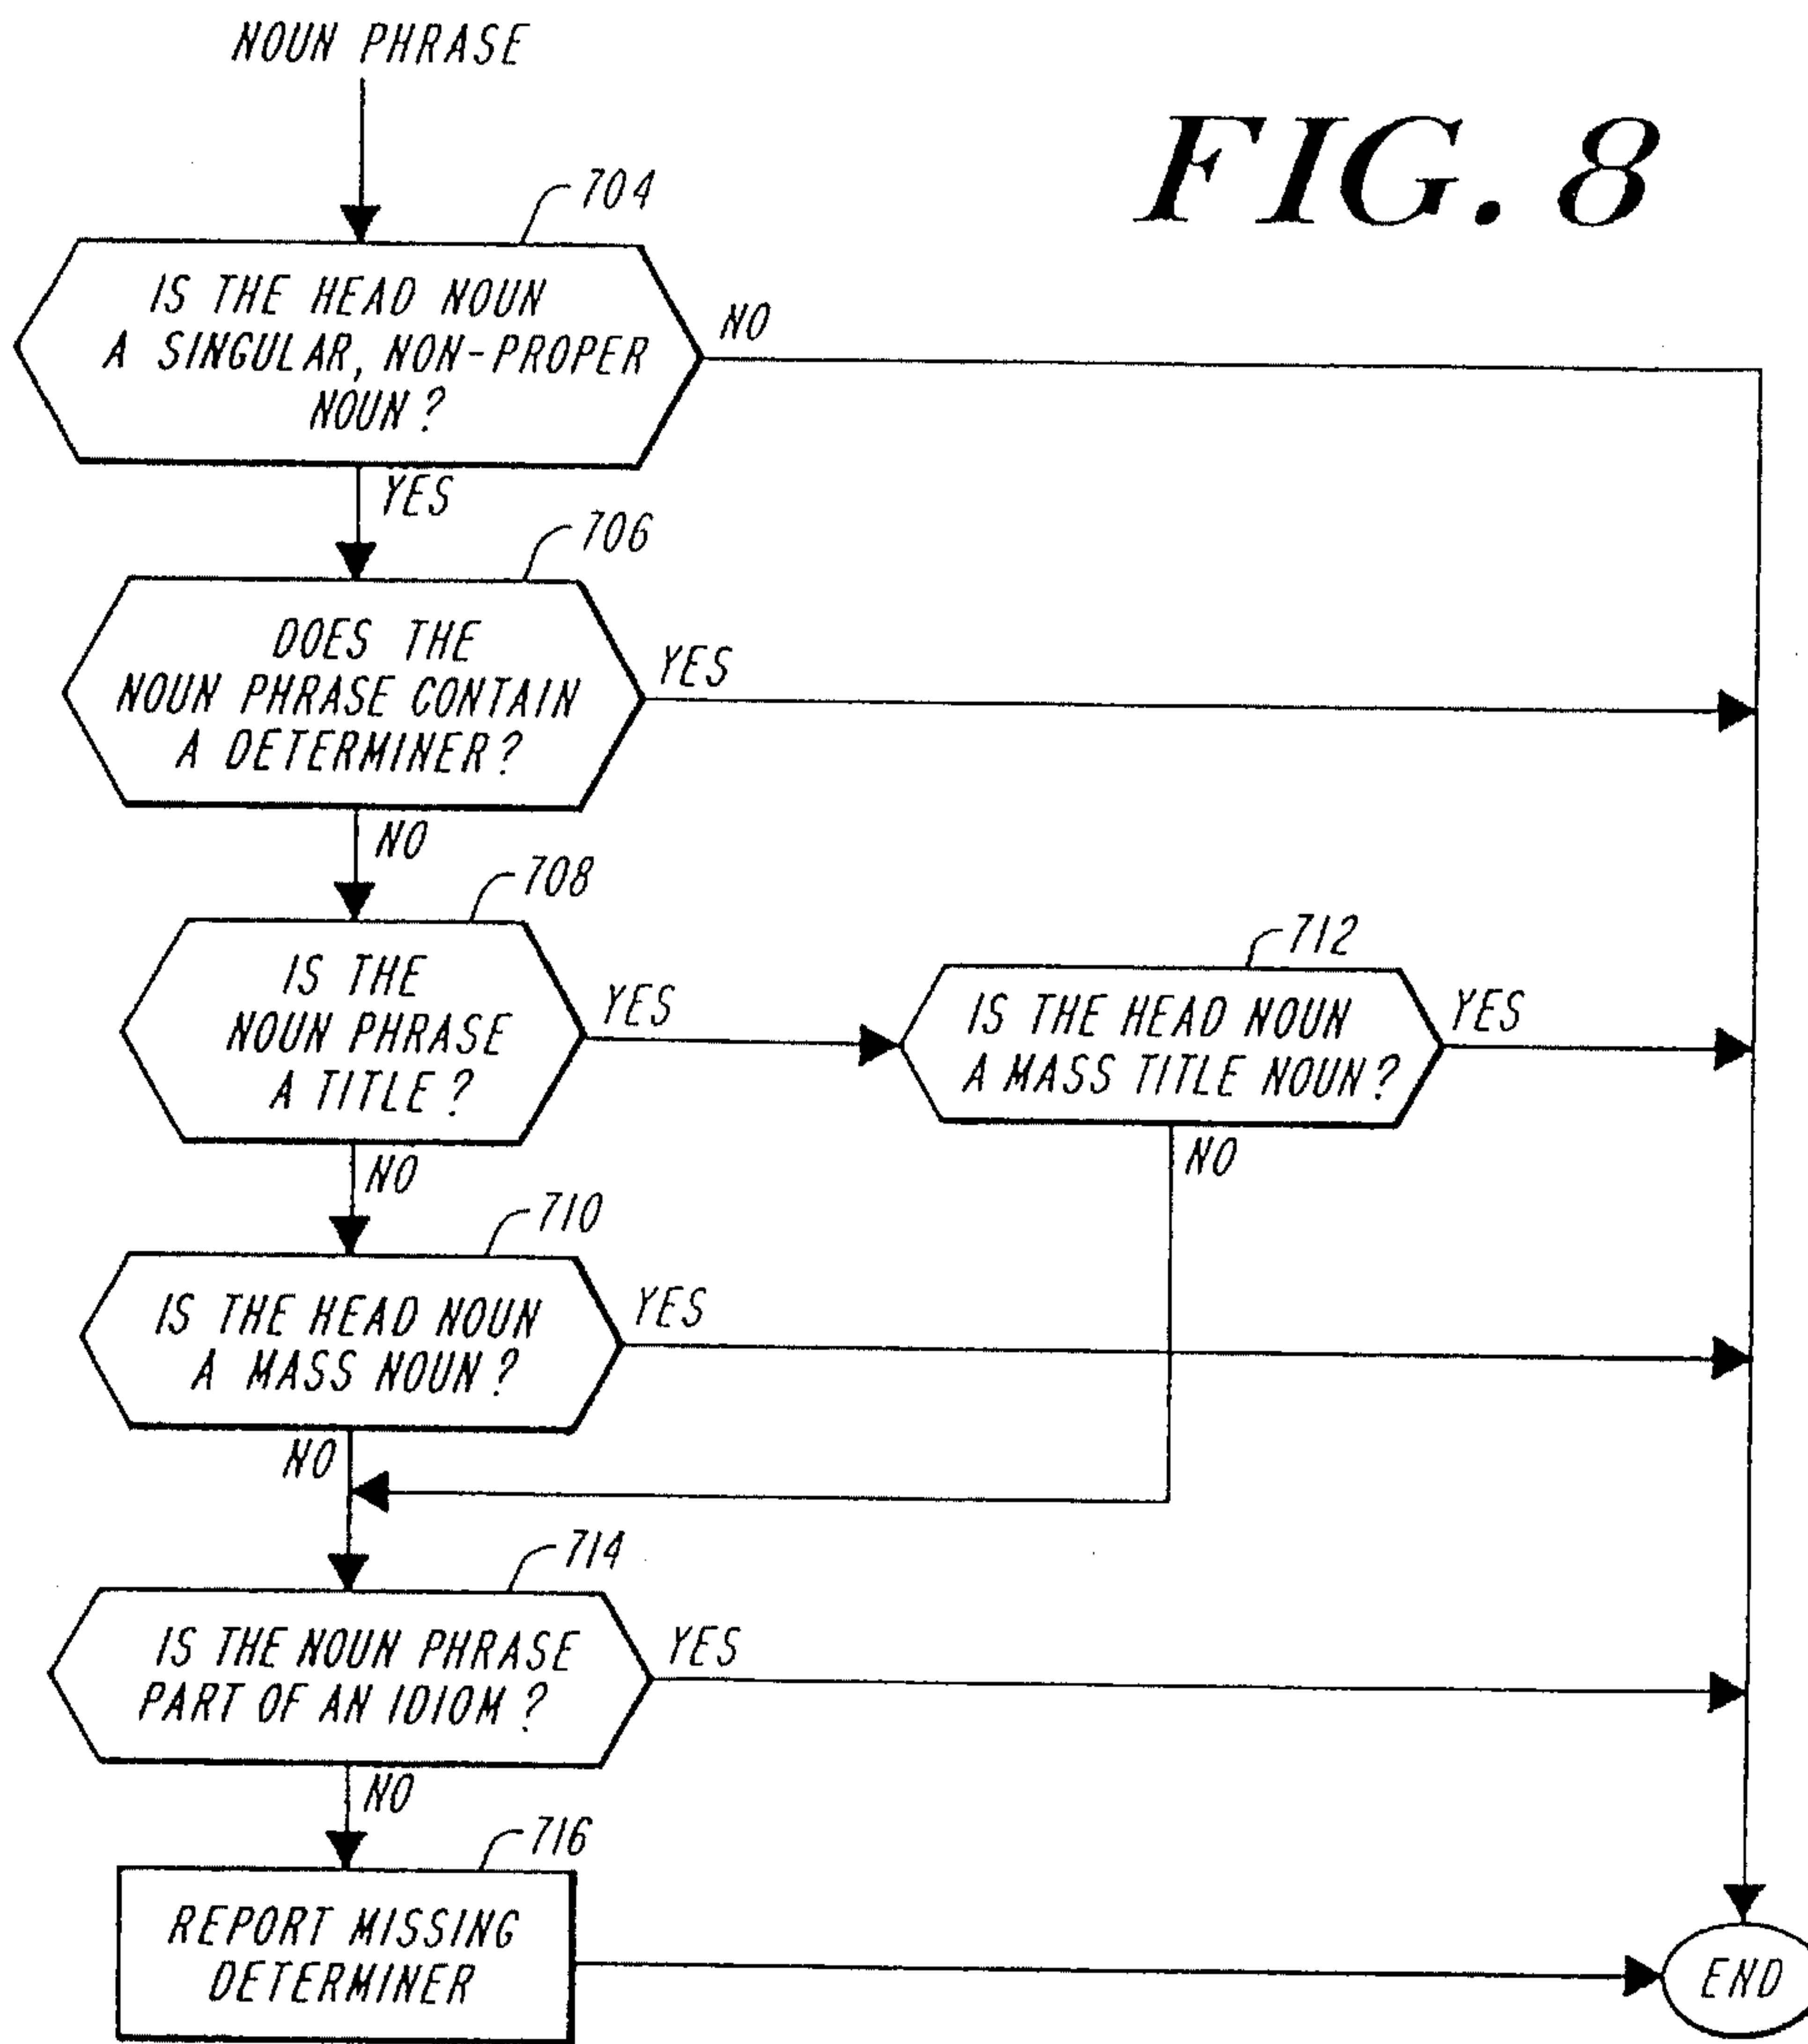 NOUN PHRASE
FIG. 8
704
IS THE HEAD NOUN
A SINGULAR, NON-PROPER
NOUN?
NO
YES
706
DOES THE
NOUN PHRASE CONTAIN
A DETERMINER?
YES
NO
708
IS THE
NOUN PHRASE
A TITLE?
YES
712
IS THE HEAD NOUN
A MASS TITLE NOUN?
YES
NO
NO
710
IS THE HEAD NOUN
A MASS NOUN?
YES
NO
714
IS THE NOUN PHRASE
PART OF AN IDIOM?
YES
NO
716
REPORT MISSING
DETERMINER
END